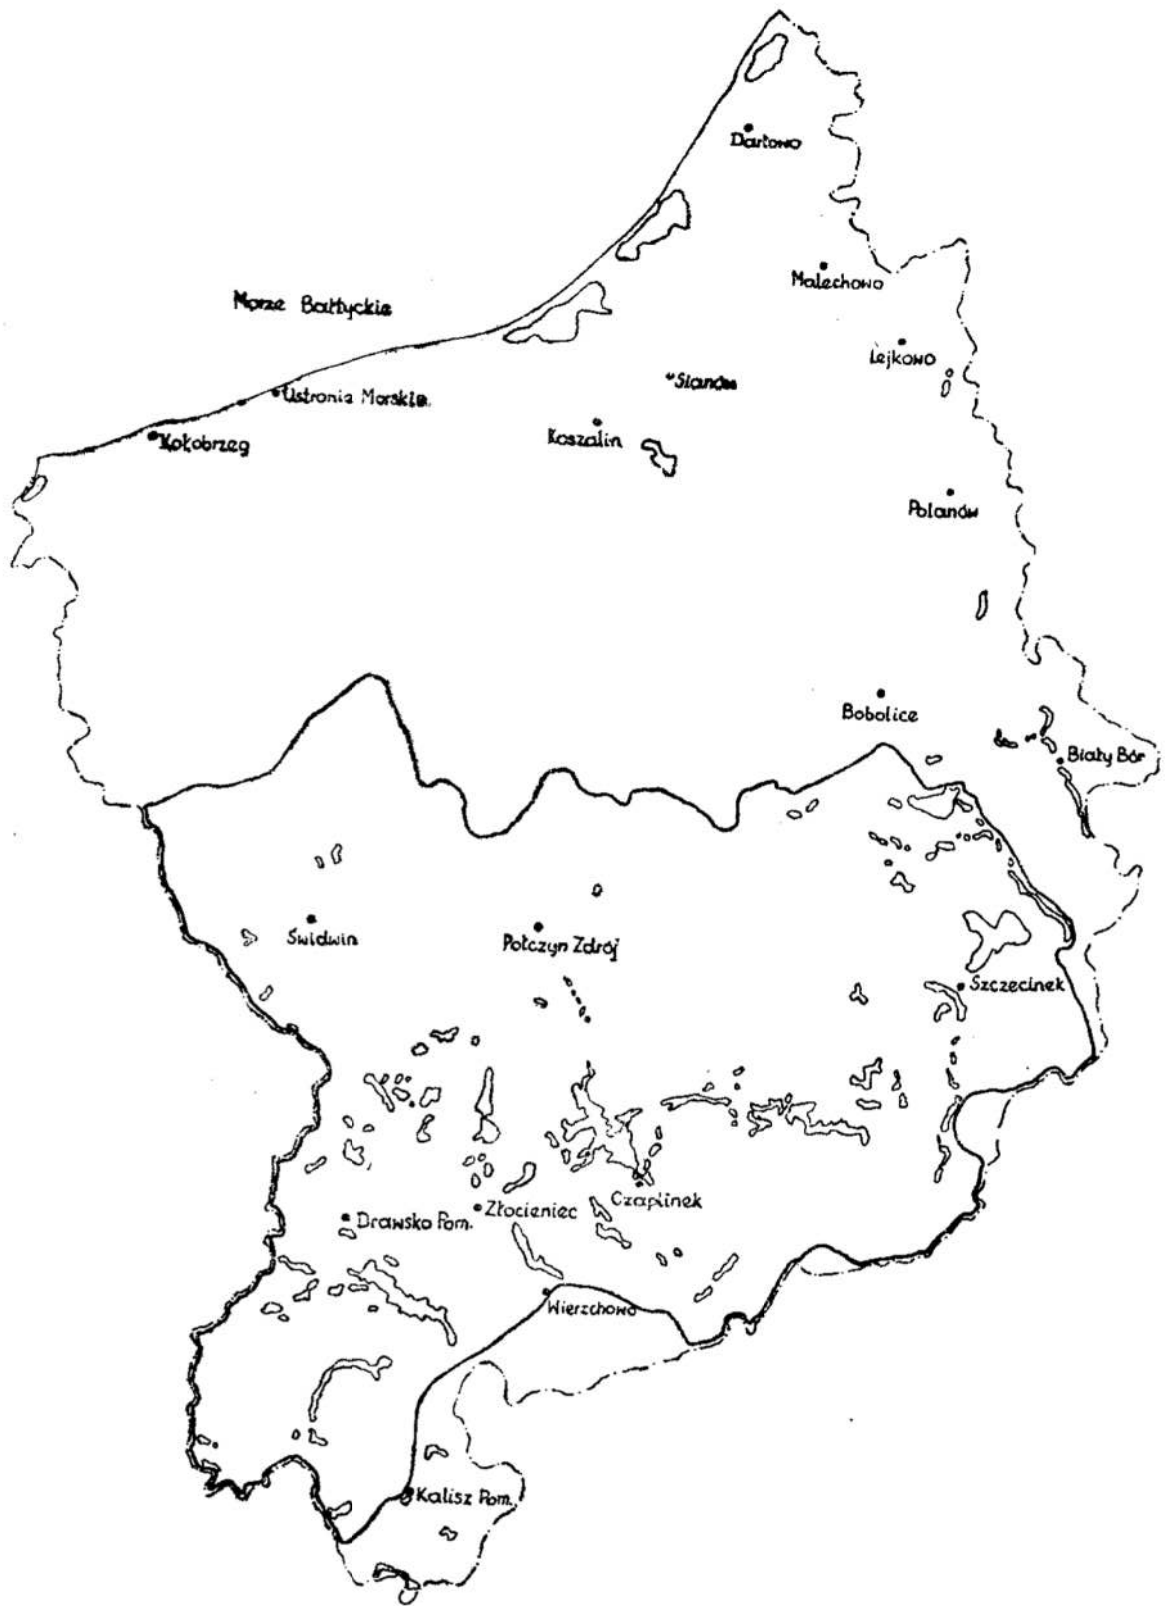 Darłowo
Malechowo
Morze Bałtyckie
Lejkowo
Sianów
Ustronie Morskie
Kołobrzeg
Koszalin
Polanów
Bobolice
Biały Bór
Świdwin
Połczyn Zdrój
Szczecinek
Czaplinek
Złocieniec
Drawsko Pom.
Wierzchowo
Kalisz Pom.